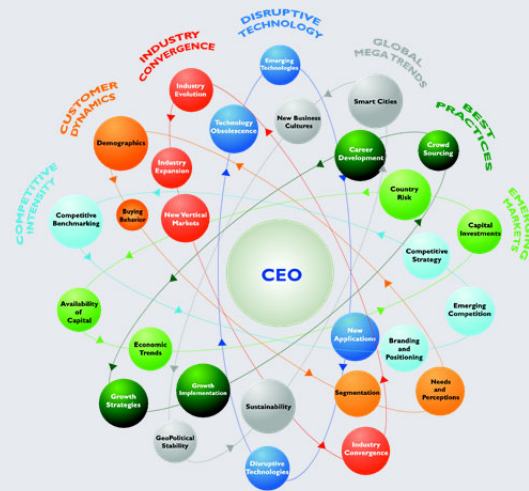 DISRUPTIVE
TECHNOLOGY
INDUSTRY
CONVERGENCE
GLOBAL
MEGA TRENDS
CUSTOMER
DYNAMICS
BEST
PRACTICES
COMPETITIVE
INTENSITY
EMERGING
MARKETS
Emerging
Technologies
Industry
Evolution
Smart Cities
Technology
Obsolescence
New Business
Cultures
Demographics
Career
Development
Crowd
Sourcing
Industry
Expansion
Country
Risk
Competitive
Benchmarking
Buying
Behavior
New Vertical
Markets
Capital
Investments
Competitive
Strategy
CEO
Availability
of
Capital
Emerging
Competition
Economic
Trends
New
Applications
Branding
and
Positioning
Growth
Strategies
Growth
Implementation
Sustainability
Segmentation
Needs
and
Perceptions
GeoPolitical
Stability
Disruptive
Technologies
Industry
Convergence